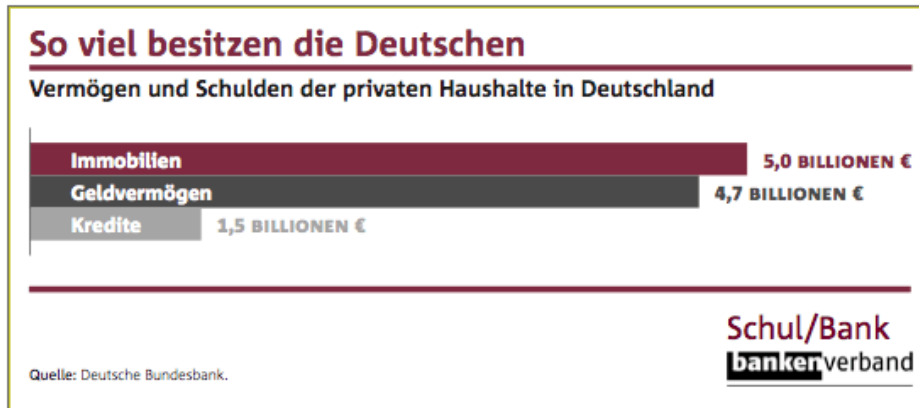 So viel besitzen die Deutschen
Vermögen und Schulden der privaten Haushalte in Deutschland
Immobilien 5,0 BILLIONEN €
Geldvermögen 4,7 BILLIONEN €
Kredite 1,5 BILLIONEN €
Schul/Bank
bankenverband
Quelle: Deutsche Bundesbank.